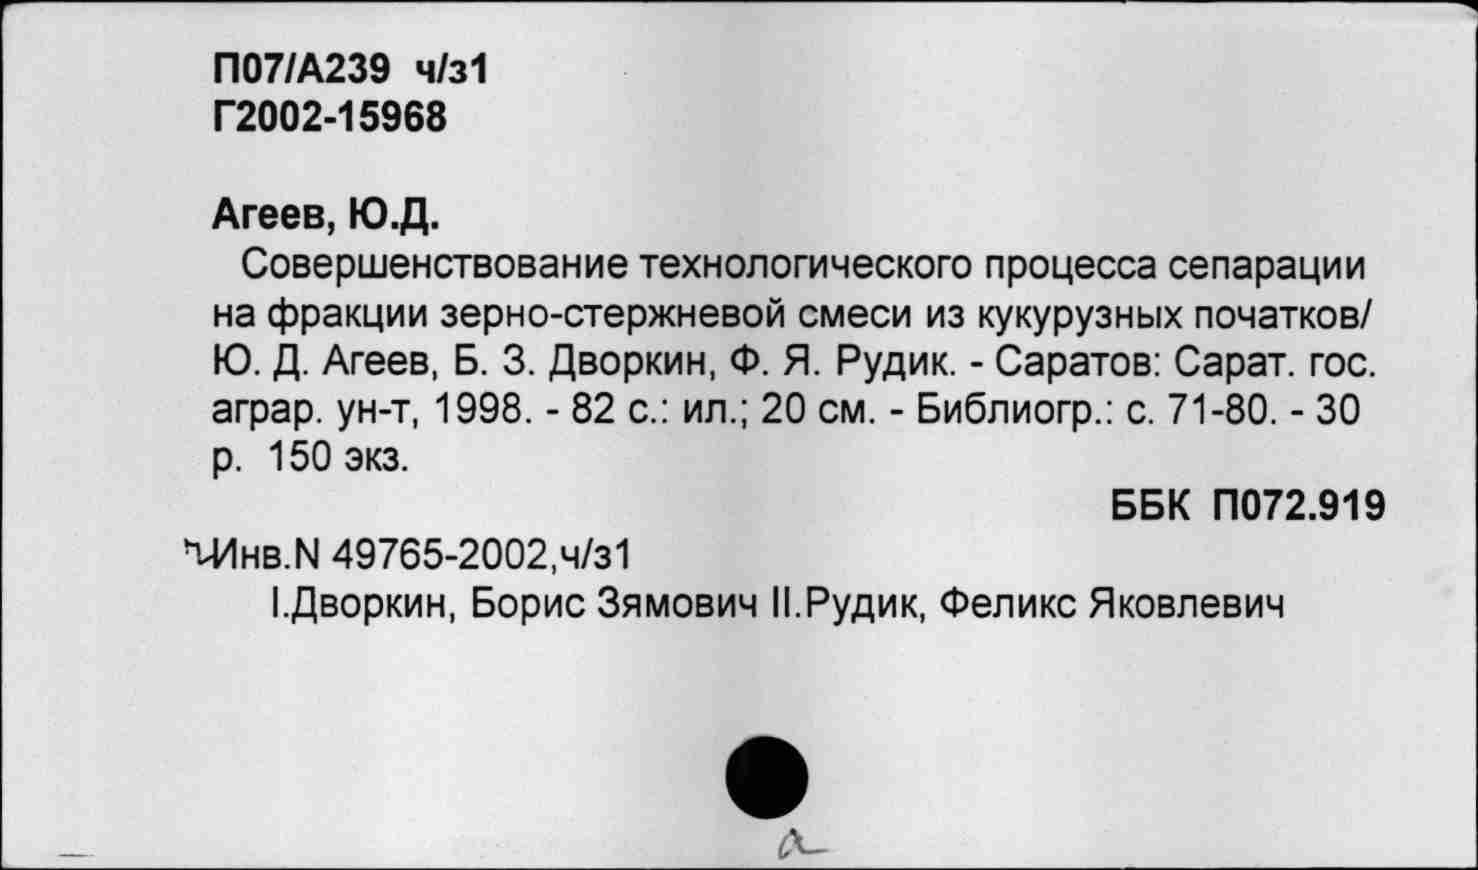 П07/А239 ч/з1
Г2002-15968
Агеев, Ю.Д.
Совершенствование технологического процесса сепарации
на фракции зерно-стержневой смеси из кукурузных початков/
Ю. Д. Агеев, Б. З. Дворкин, Ф. Я. Рудик. - Саратов: Сарат. гос.
аграр. ун-т, 1998. - 82 с.: ил.; 20 см. - Библиогр.: с. 71-80. - 30
р. 150 экз.
ББК П072.919
Инв.N 49765-2002,ч/з1
I.Дворкин, Борис Зямович II.Рудик, Феликс Яковлевич
а